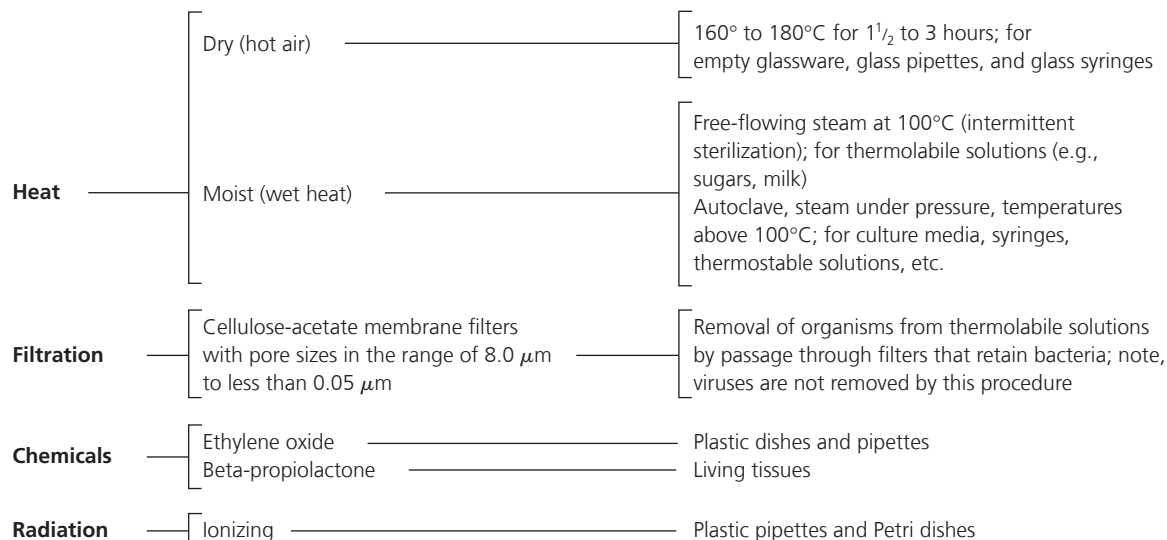 Dry (hot air)
160° to 180°C for 1 1/2 to 3 hours; for
empty glassware, glass pipettes, and glass syringes
Heat
Moist (wet heat)
Free-flowing steam at 100°C (intermittent
sterilization); for thermolabile solutions (e.g.,
sugars, milk)
Autoclave, steam under pressure, temperatures
above 100°C; for culture media, syringes,
thermostable solutions, etc.
Filtration
Cellulose-acetate membrane filters
with pore sizes in the range of 8.0 μm
to less than 0.05 μm
Removal of organisms from thermolabile solutions
by passage through filters that retain bacteria; note,
viruses are not removed by this procedure
Chemicals
Ethylene oxide
Plastic dishes and pipettes
Beta-propiolactone
Living tissues
Radiation
Ionizing
Plastic pipettes and Petri dishes